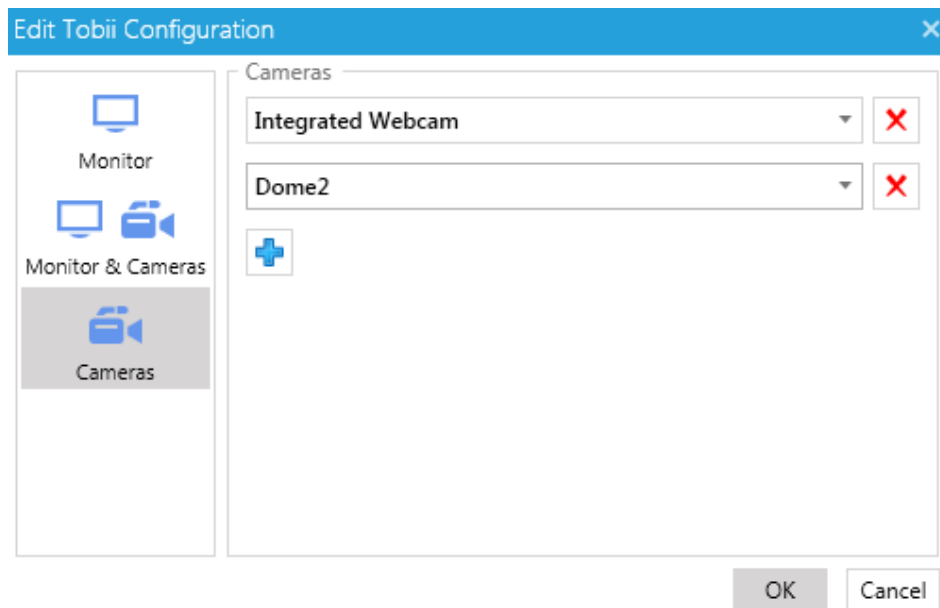 Edit Tobii Configuration
Monitor
Monitor & Cameras
Cameras
Cameras
Integrated Webcam
Dome2
OK
Cancel